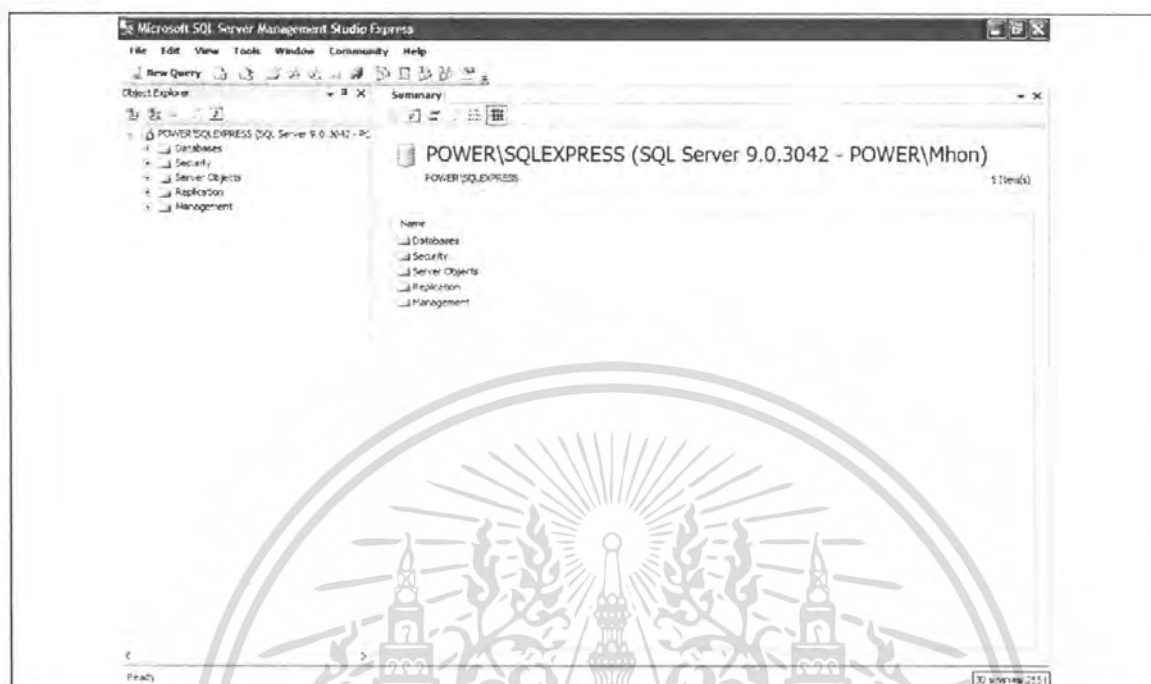 Microsoft SQL Server Management Studio Express
File Edit View Tools Window Community Help
New Query
Object Explorer
POWER\SQLEXPRESS (SQL Server 9.0.3042 - PO
Databases
Security
Server Objects
Replication
Management
Summary
POWER\SQLEXPRESS (SQL Server 9.0.3042 - POWER\Mhon)
POWER\SQLEXPRESS
5 Item(s)
Name
Databases
Security
Server Objects
Replication
Management
Ready